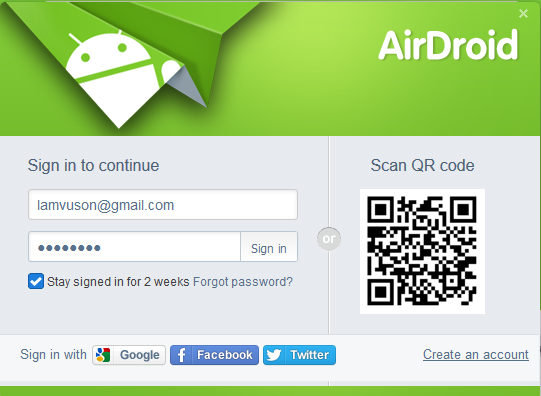 AirDroid
Sign in to continue
lamvuson@gmail.com
Sign in
Stay signed in for 2 weeks Forgot password?
or
Scan QR code
Sign in with Google Facebook Twitter
Create an account